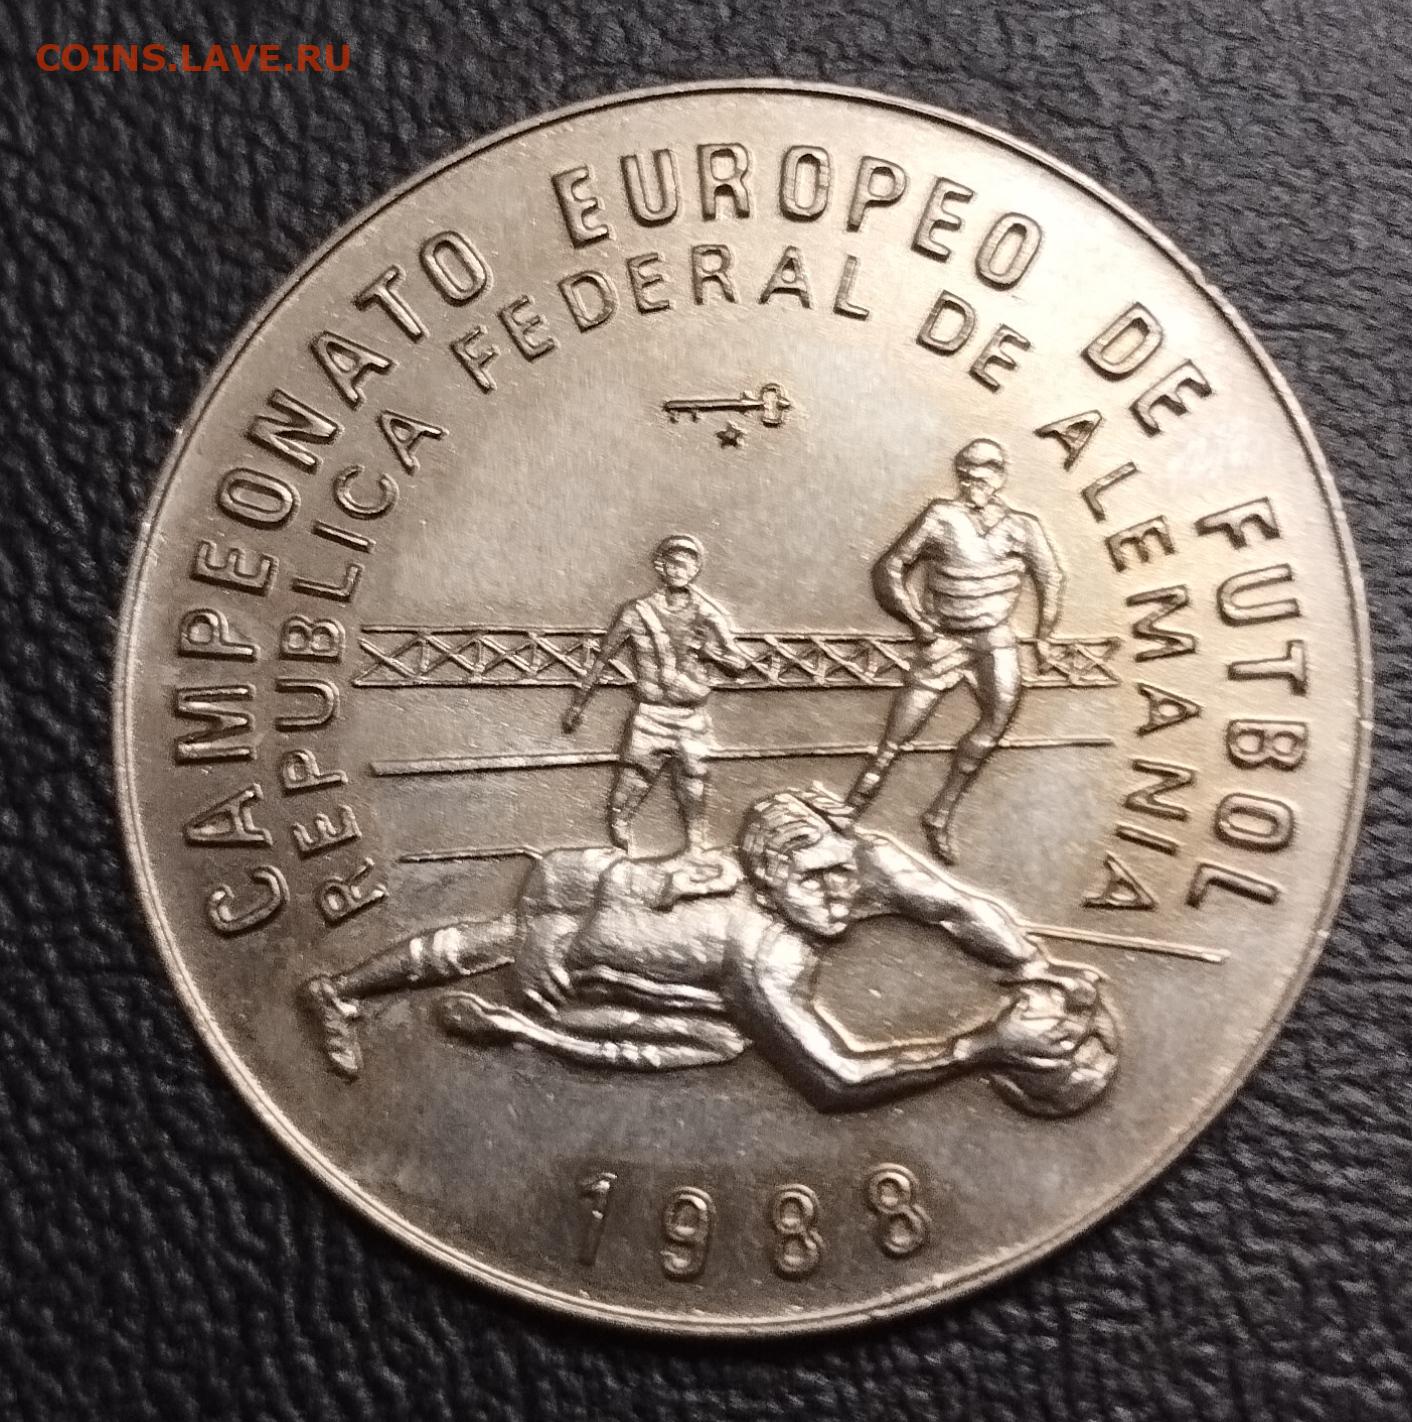 COINS.LAVE.RU
CAMPEONATO EUROPEO DE FUTBOL
REPUBLICA FEDERAL DE ALEMANIA
1988